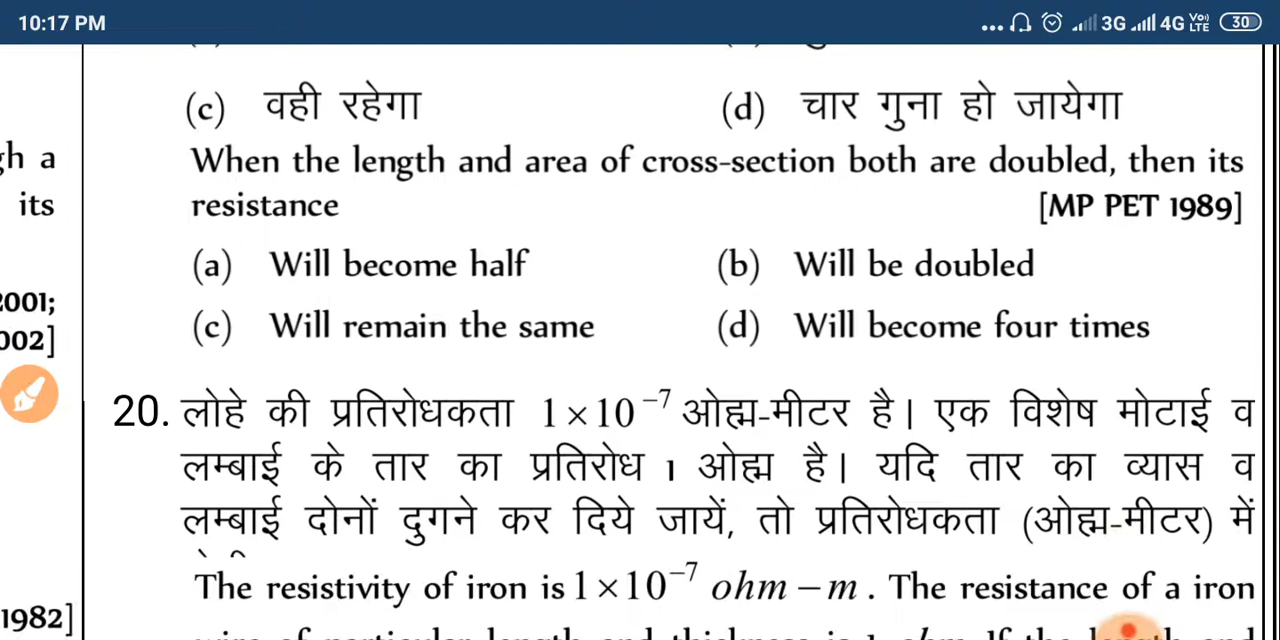 10:17 PM
... 3G 4G Vo) LTE 30
(c) वही रहेगा (d) चार गुना हो जायेगा
gh a
its
2001;
002]
1982]
When the length and area of cross-section both are doubled, then its
resistance [MP PET 1989]
(a) Will become half (b) Will be doubled
(c) Will remain the same (d) Will become four times
20. लोहे की प्रतिरोधकता 1×10⁻⁷ ओह्म-मीटर है। एक विशेष मोटाई व
लम्बाई के तार का प्रतिरोध 1 ओह्म है। यदि तार का व्यास व
लम्बाई दोनों दुगने कर दिये जायें, तो प्रतिरोधकता (ओह्म-मीटर) में
The resistivity of iron is 1×10⁻⁷ ohm – m . The resistance of a iron